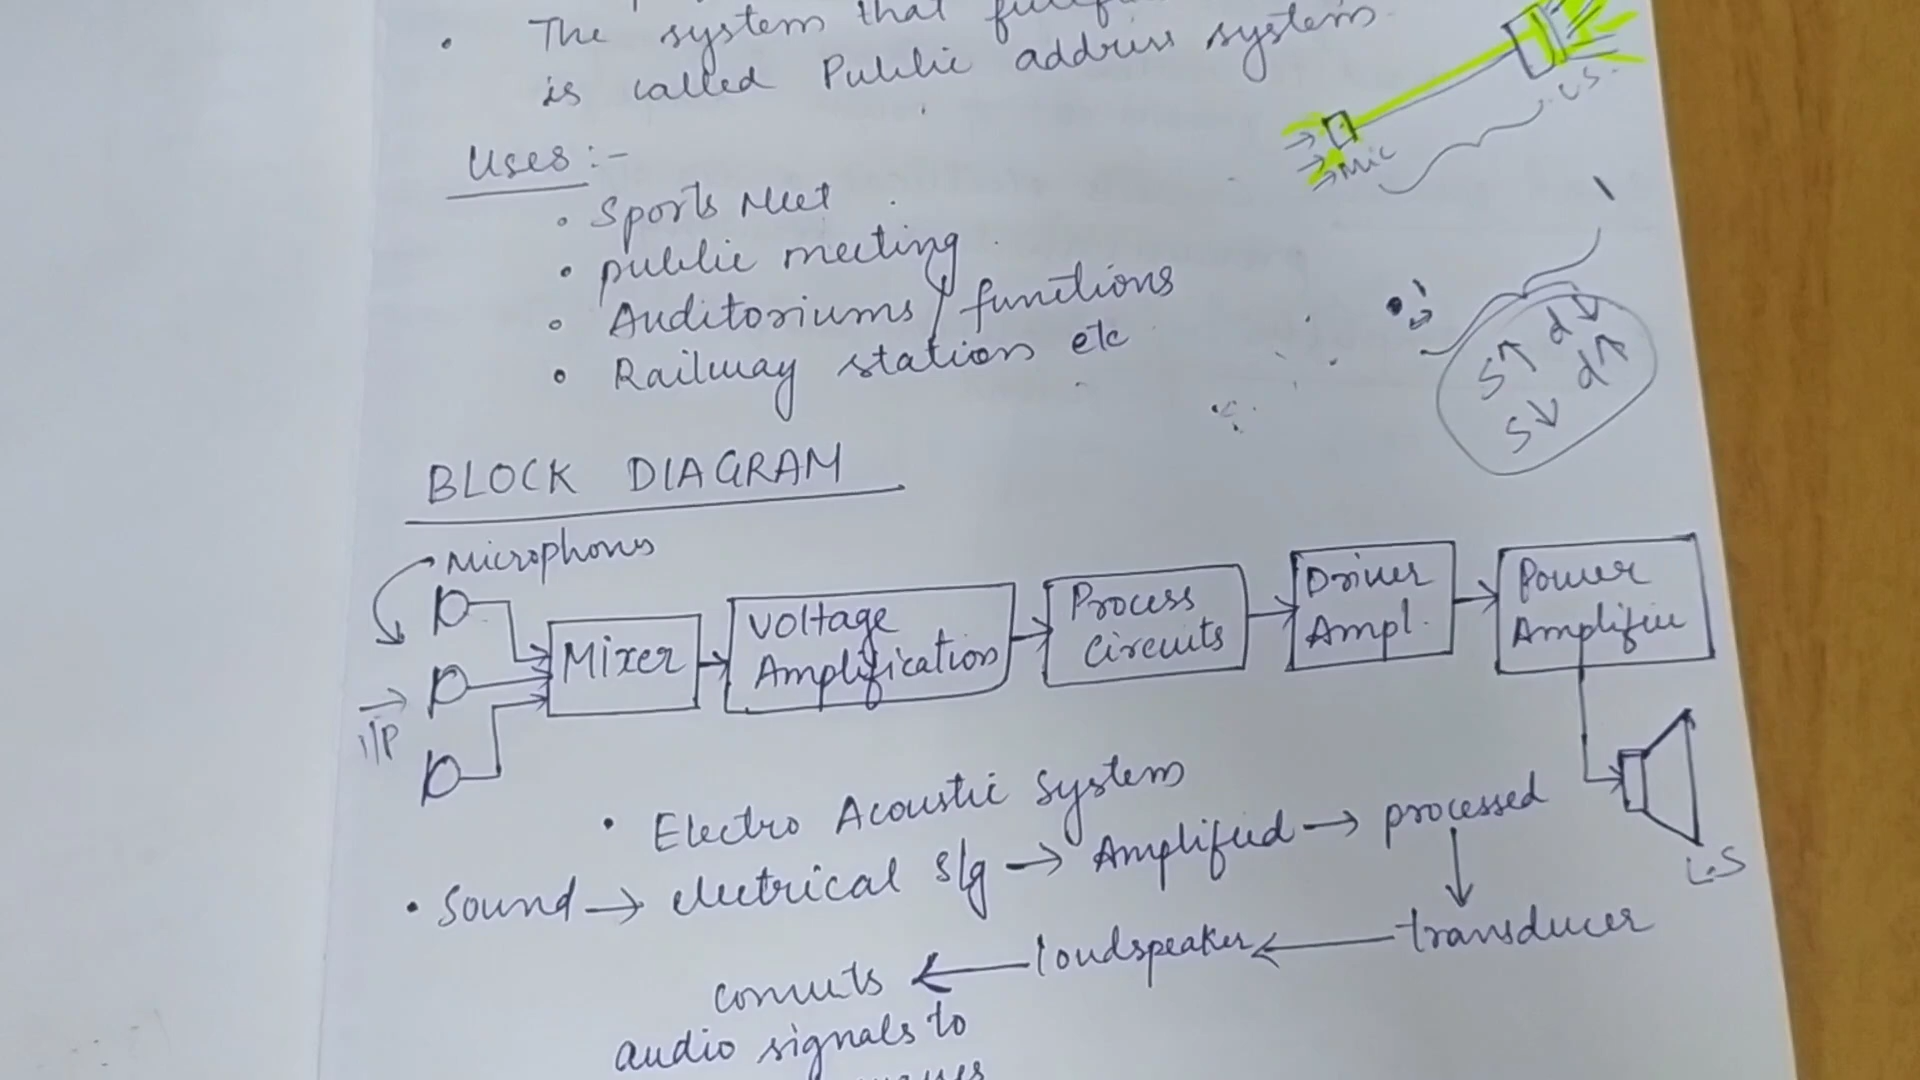 • The system that
is called Public address system
Mic
L.S.
Uses :-
• Sports Meet
• public meeting
• Auditoriums / functions
• Railway station etc
S↑ d↓
S↓ d↑
BLOCK DIAGRAM
Microphones
I/P
Mixer
Voltage Amplification
Process Circuits
Driver Ampl.
Power Amplifier
L.S
• Electro Acoustic System
• Sound → electrical s/g → Amplified → processed
↓
converts ← loudspeaker ← transducer
audio signals to